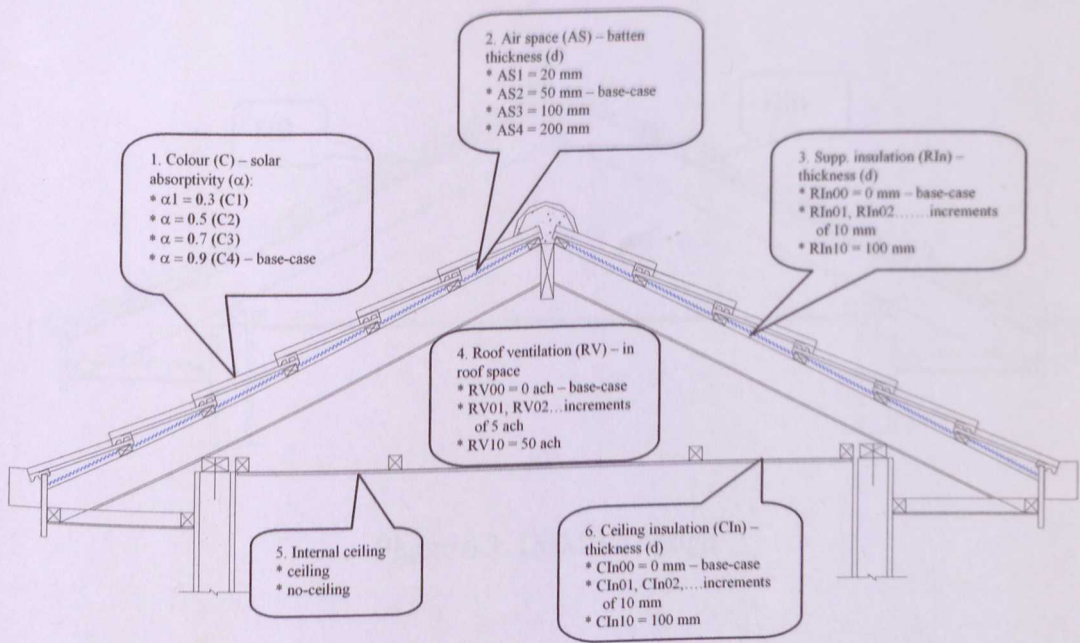 1. Colour (C) – solar
absorptivity (α):
* α1 = 0.3 (C1)
* α = 0.5 (C2)
* α = 0.7 (C3)
* α = 0.9 (C4) – base-case
2. Air space (AS) – batten
thickness (d)
* AS1 = 20 mm
* AS2 = 50 mm – base-case
* AS3 = 100 mm
* AS4 = 200 mm
3. Supp. insulation (RIn) –
thickness (d)
* RIn00 = 0 mm – base-case
* RIn01, RIn02.......increments
of 10 mm
* RIn10 = 100 mm
4. Roof ventilation (RV) – in
roof space
* RV00 = 0 ach – base-case
* RV01, RV02…increments
of 5 ach
* RV10 = 50 ach
5. Internal ceiling
* ceiling
* no-ceiling
6. Ceiling insulation (CIn) –
thickness (d)
* CIn00 = 0 mm – base-case
* CIn01, CIn02,….increments
of 10 mm
* CIn10 = 100 mm